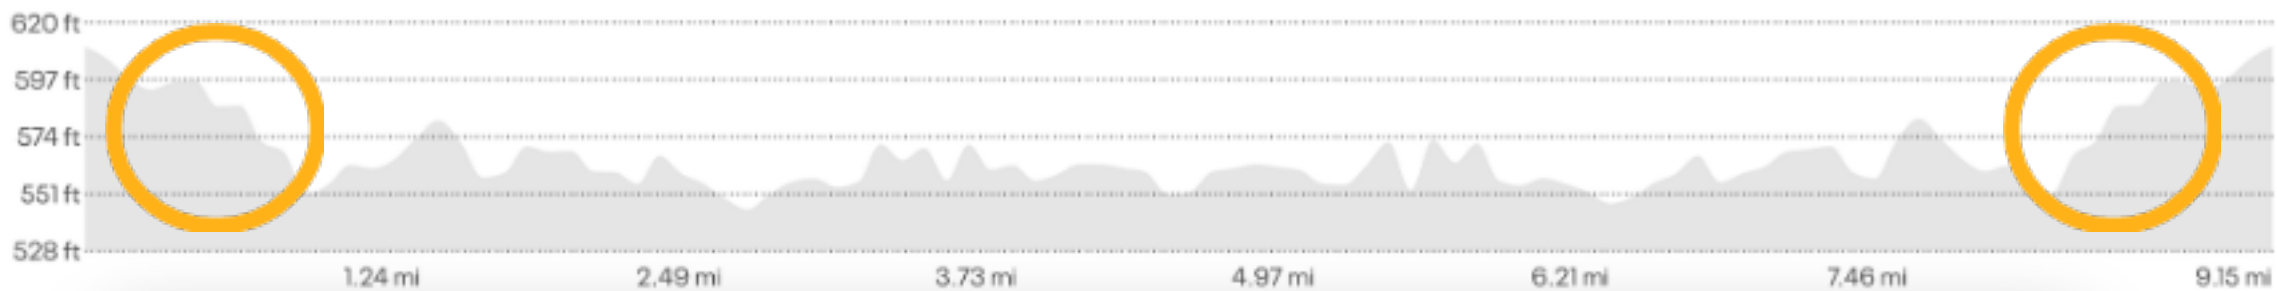 620 ft
597 ft
574 ft
551 ft
528 ft
1.24 mi 2.49 mi 3.73 mi 4.97 mi 6.21 mi 7.46 mi 9.15 mi